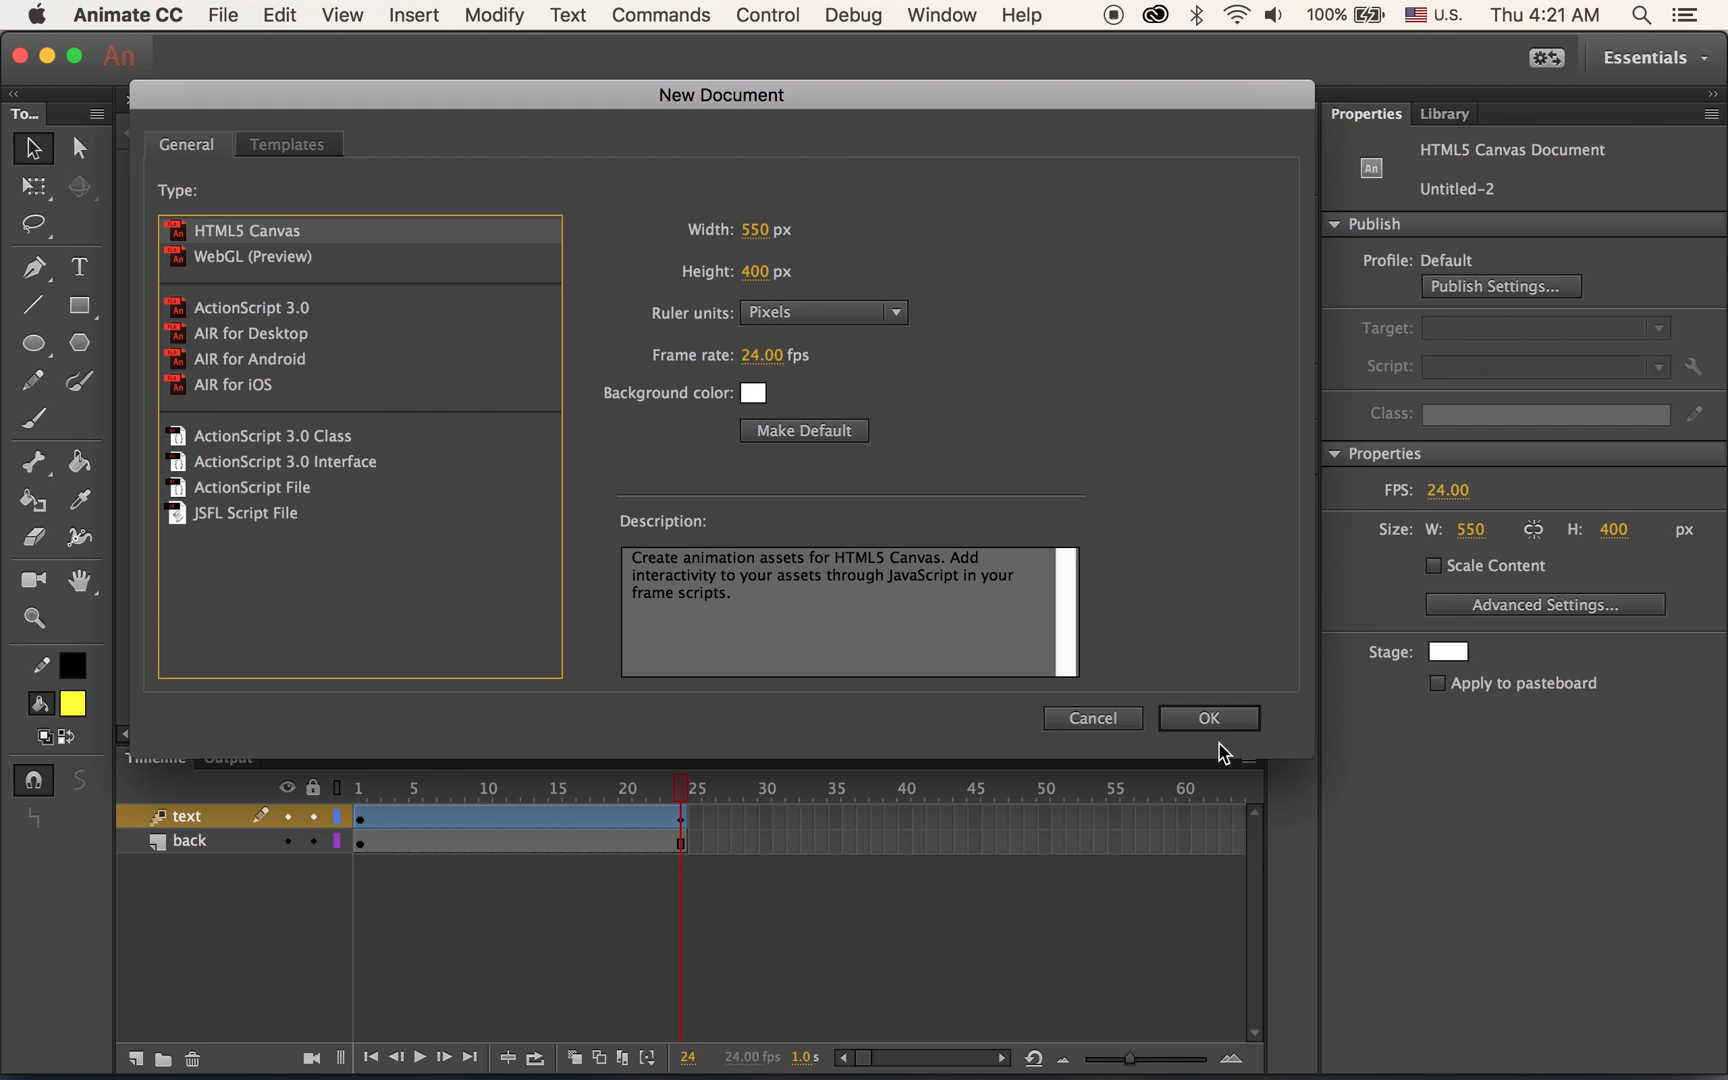 Animate CC File Edit View Insert Modify Text Commands Control Debug Window Help 100% U.S. Thu 4:21 AM
An Essentials
New Document
To...
General Templates
Type:
HTML5 Canvas
WebGL (Preview)
ActionScript 3.0
AIR for Desktop
AIR for Android
AIR for iOS
ActionScript 3.0 Class
ActionScript 3.0 Interface
ActionScript File
JSFL Script File
Width: 550 px
Height: 400 px
Ruler units: Pixels
Frame rate: 24.00 fps
Background color:
Make Default
Description:
Create animation assets for HTML5 Canvas. Add
interactivity to your assets through JavaScript in your
frame scripts.
Cancel OK
Properties Library
An
HTML5 Canvas Document
Untitled-2
Publish
Profile: Default
Publish Settings...
Target:
Script:
Class:
Properties
FPS: 24.00
Size: W: 550 H: 400 px
Scale Content
Advanced Settings...
Stage:
Apply to pasteboard
Timeline Output
1 5 10 15 20 25 30 35 40 45 50 55 60
text
back
24 24.00 fps 1.0 s